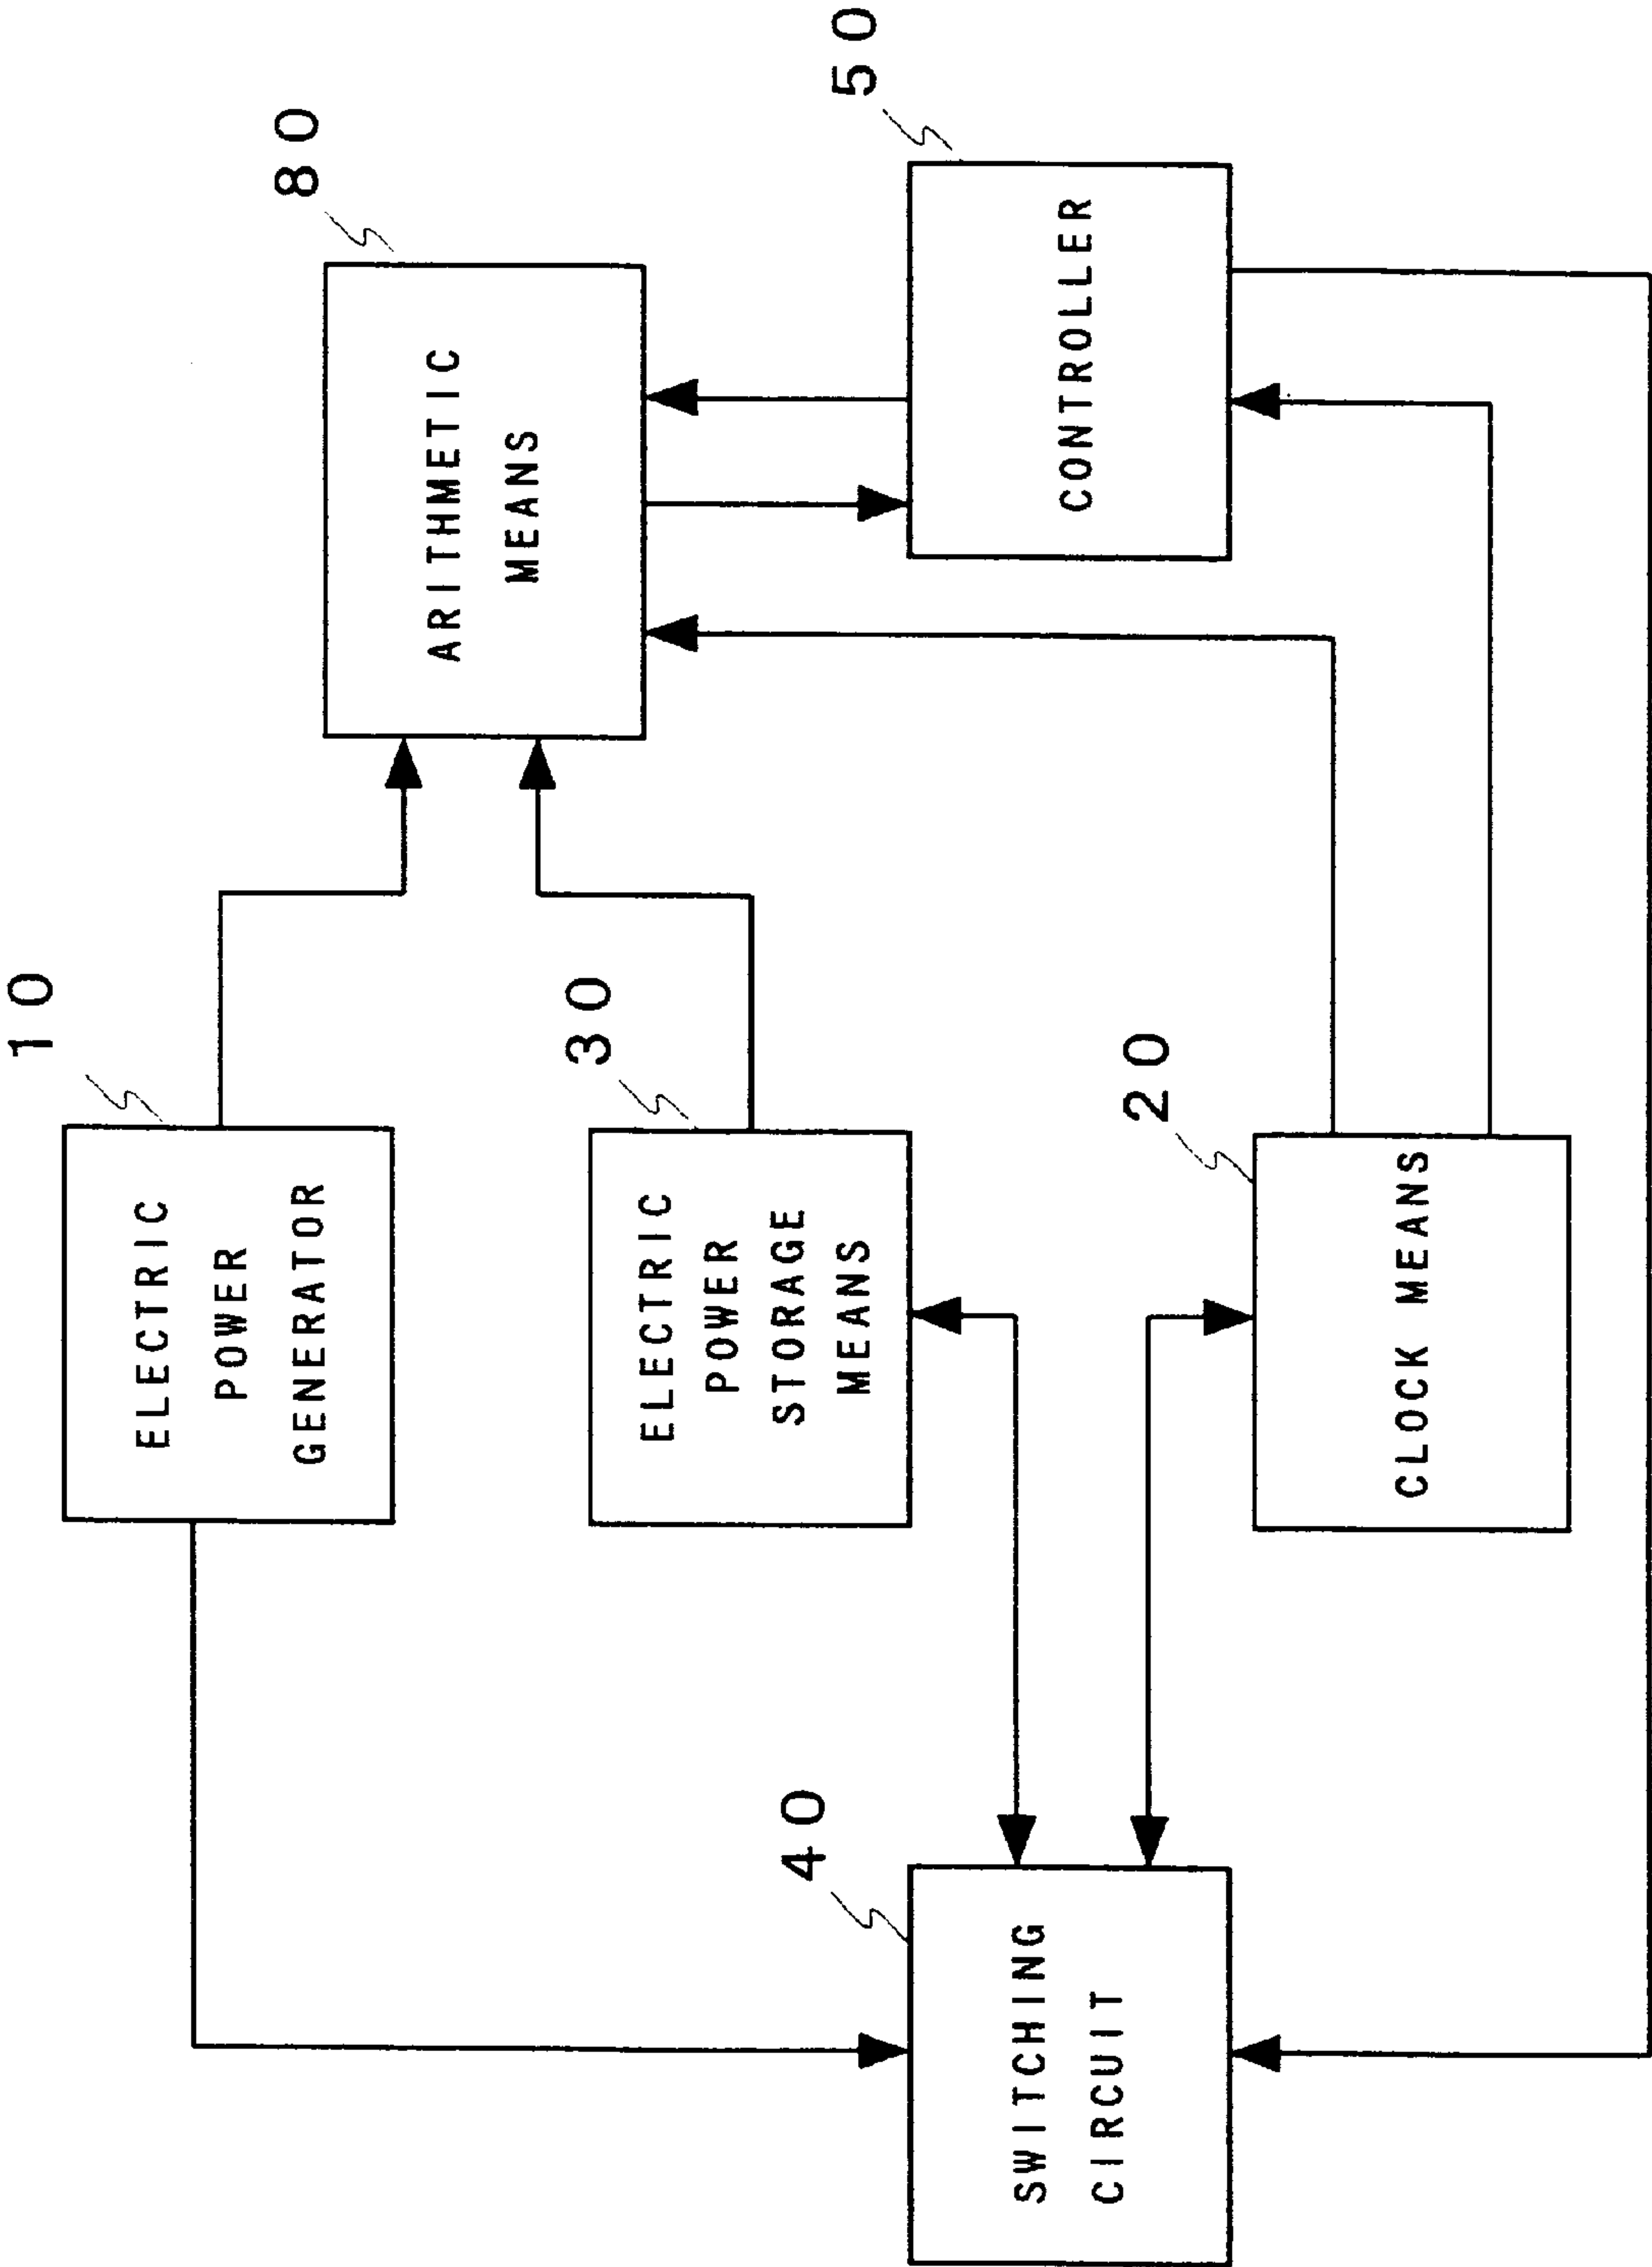 10
ELECTRIC
POWER
GENERATOR
80
ARITHMETIC
MEANS
30
ELECTRIC
POWER
STORAGE
MEANS
40
SWITCHING
CIRCUIT
50
CONTROLLER
20
CLOCK MEANS